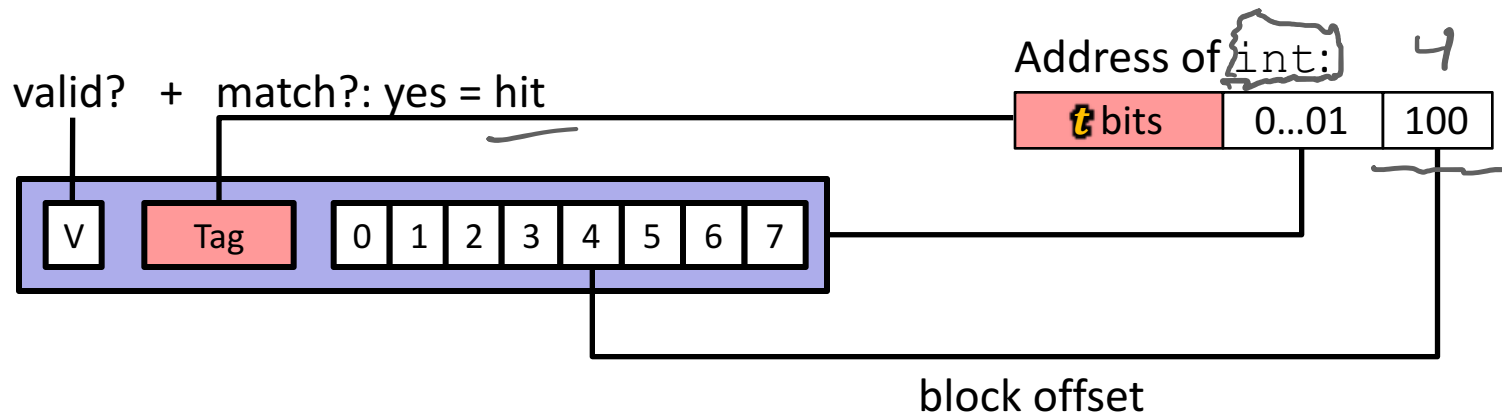 Address of int: 4
valid? + match?: yes = hit
t bits 0...01 100
V Tag 0 1 2 3 4 5 6 7
block offset